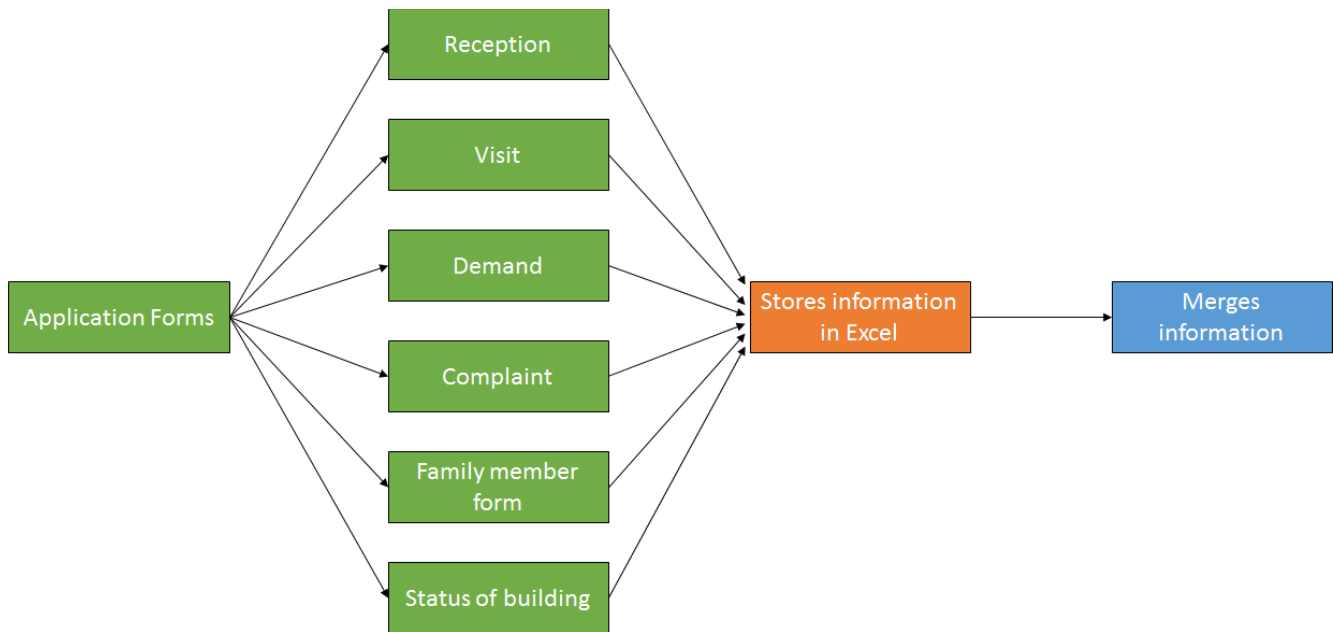 Reception
Visit
Demand
Application Forms
Stores information
in Excel
Merges
information
Complaint
Family member
form
Status of building